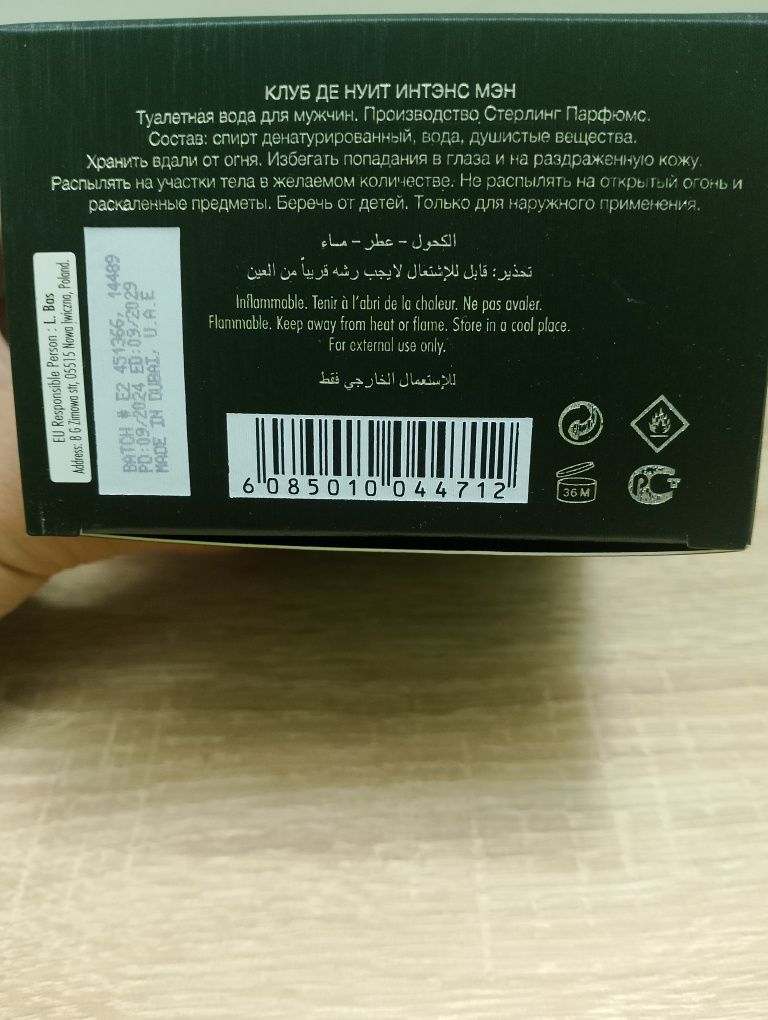 КЛУБ ДЕ НУИТ ИНТЭНС МЭН
Туалетная вода для мужчин. Производство Стерлинг Парфюмс.
Состав: спирт денатурированный, вода, душистые вещества.
Хранить вдали от огня. Избегать попадания в глаза и на раздраженную кожу.
Распылять на участки тела в желаемом количестве. Не распылять на открытый огонь и
раскаленные предметы. Беречь от детей. Только для наружного применения.
الكحول - عطر - مـاء
تحذير: قابل للإشتعال لايجب رشه قريباً من العين
Inflammable. Tenir à l'abri de la chaleur. Ne pas avaler.
Flammable. Keep away from heat or flame. Store in a cool place.
For external use only.
للإستعمال الخارجي فقط
EU Responsible Person : L. Bas
Address: 8 G Zimowa str, 05515 Nowa Iwiczna, Poland.
BATCH # E2 451366, 14489
PD:09/2024 ED:09/2029
MADE IN DUBAI, U.A.E
6 085010 044712
36 M
РСТ